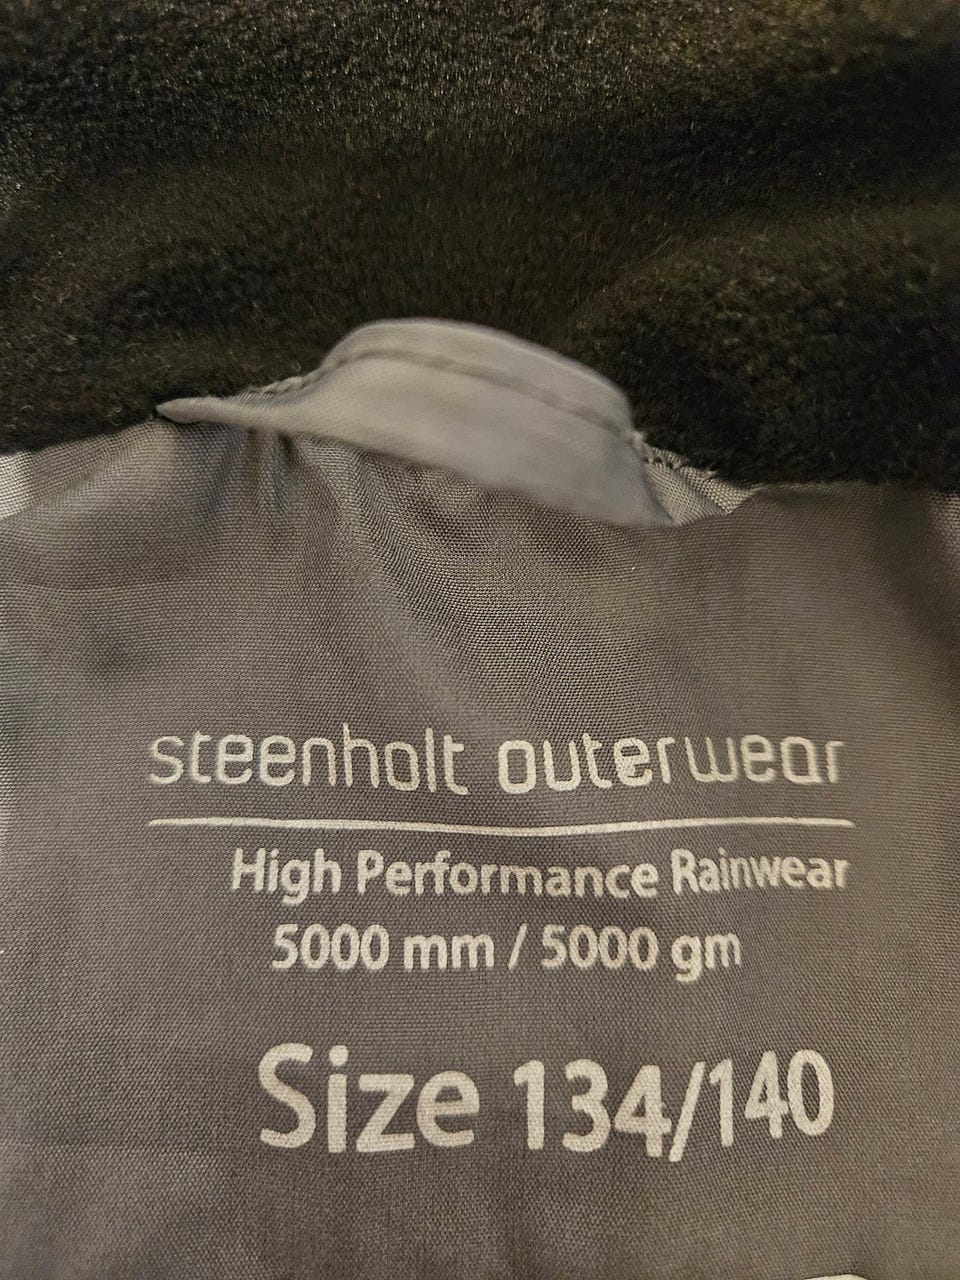 steenholt outerwear
High Performance Rainwear
5000 mm / 5000 gm
Size 134/140